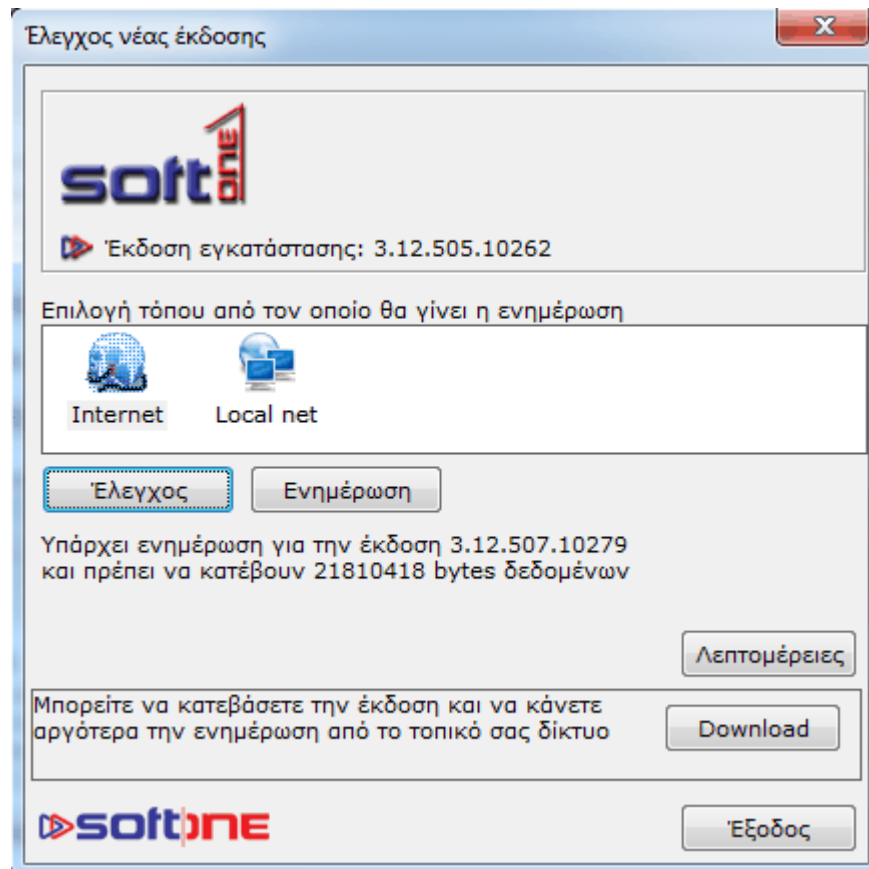 Έλεγχος νέας έκδοσης
soft one
Έκδοση εγκατάστασης: 3.12.505.10262
Επιλογή τόπου από τον οποίο θα γίνει η ενημέρωση
Internet Local net
Έλεγχος Ενημέρωση
Υπάρχει ενημέρωση για την έκδοση 3.12.507.10279
και πρέπει να κατέβουν 21810418 bytes δεδομένων
Λεπτομέρειες
Μπορείτε να κατεβάσετε την έκδοση και να κάνετε
αργότερα την ενημέρωση από το τοπικό σας δίκτυο
Download
softone
Έξοδος